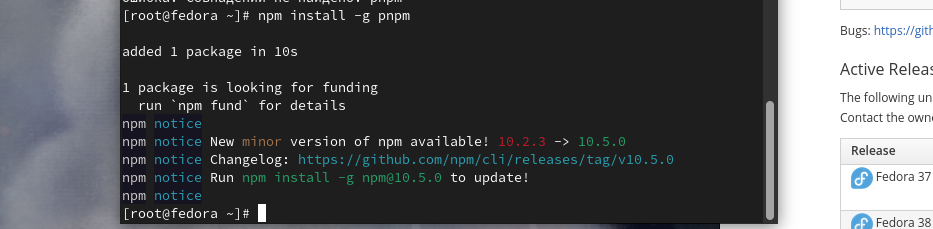 [root@fedora ~]# npm install -g pnpm
added 1 package in 10s
1 package is looking for funding
run `npm fund` for details
npm notice
npm notice New minor version of npm available! 10.2.3 -> 10.5.0
npm notice Changelog: https://github.com/npm/cli/releases/tag/v10.5.0
npm notice Run npm install -g npm@10.5.0 to update!
npm notice
[root@fedora ~]#
Bugs: https://gith
Active Releas
The following un
Contact the owne
Release
Fedora 37
Fedora 38